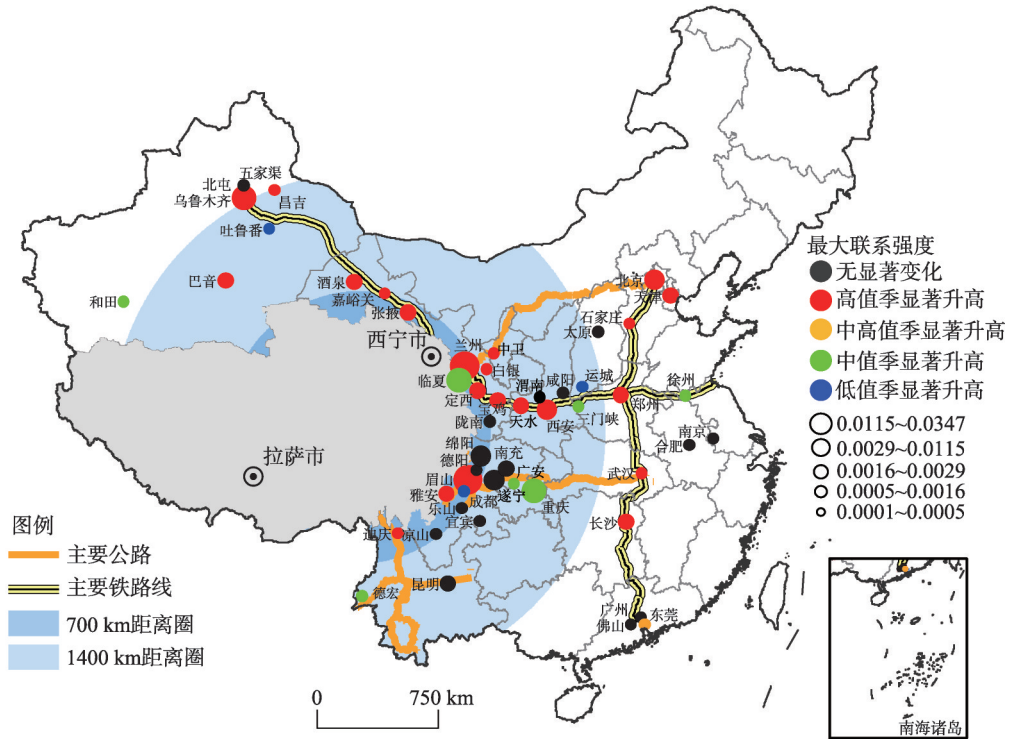 北屯
五家渠
乌鲁木齐
昌吉
吐鲁番
巴音
和田
酒泉
嘉峪关
张掖
西宁市
兰州
中卫
白银
临夏
定西
宝鸡
天水
渭南
咸阳
运城
西安
三门峡
陇南
北京
天津
石家庄
太原
郑州
徐州
南京
合肥
武汉
长沙
广州
佛山
东莞
绵阳
南充
德阳
广安
眉山
遂宁
雅安
成都
重庆
乐山
宜宾
迪庆
凉山
德宏
昆明
拉萨市
最大联系强度
无显著变化
高值季显著升高
中高值季显著升高
中值季显著升高
低值季显著升高
0.0115~0.0347
0.0029~0.0115
0.0016~0.0029
0.0005~0.0016
0.0001~0.0005
图例
主要公路
主要铁路线
700 km距离圈
1400 km距离圈
0 750 km
南海诸岛